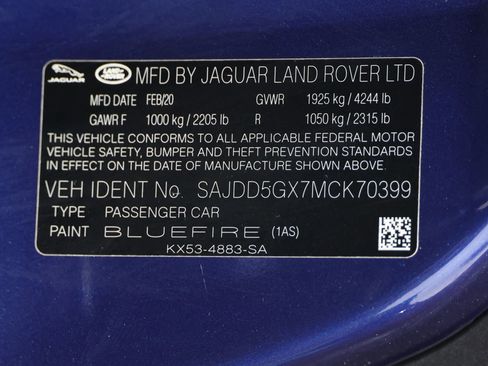 JAGUAR LAND ROVER MFD BY JAGUAR LAND ROVER LTD
MFD DATE FEB/20 GVWR 1925 kg / 4244 lb
GAWR F 1000 kg / 2205 lb R 1050 kg / 2315 lb
THIS VEHICLE CONFORMS TO ALL APPLICABLE FEDERAL MOTOR
VEHICLE SAFETY, BUMPER AND THEFT PREVENTION STANDARDS
IN EFFECT ON THE DATE OF MANUFACTURE SHOWN ABOVE.
VEH IDENT No. SAJDD5GX7MCK70399
TYPE PASSENGER CAR
PAINT BLUEFIRE (1AS)
KX53-4883-SA